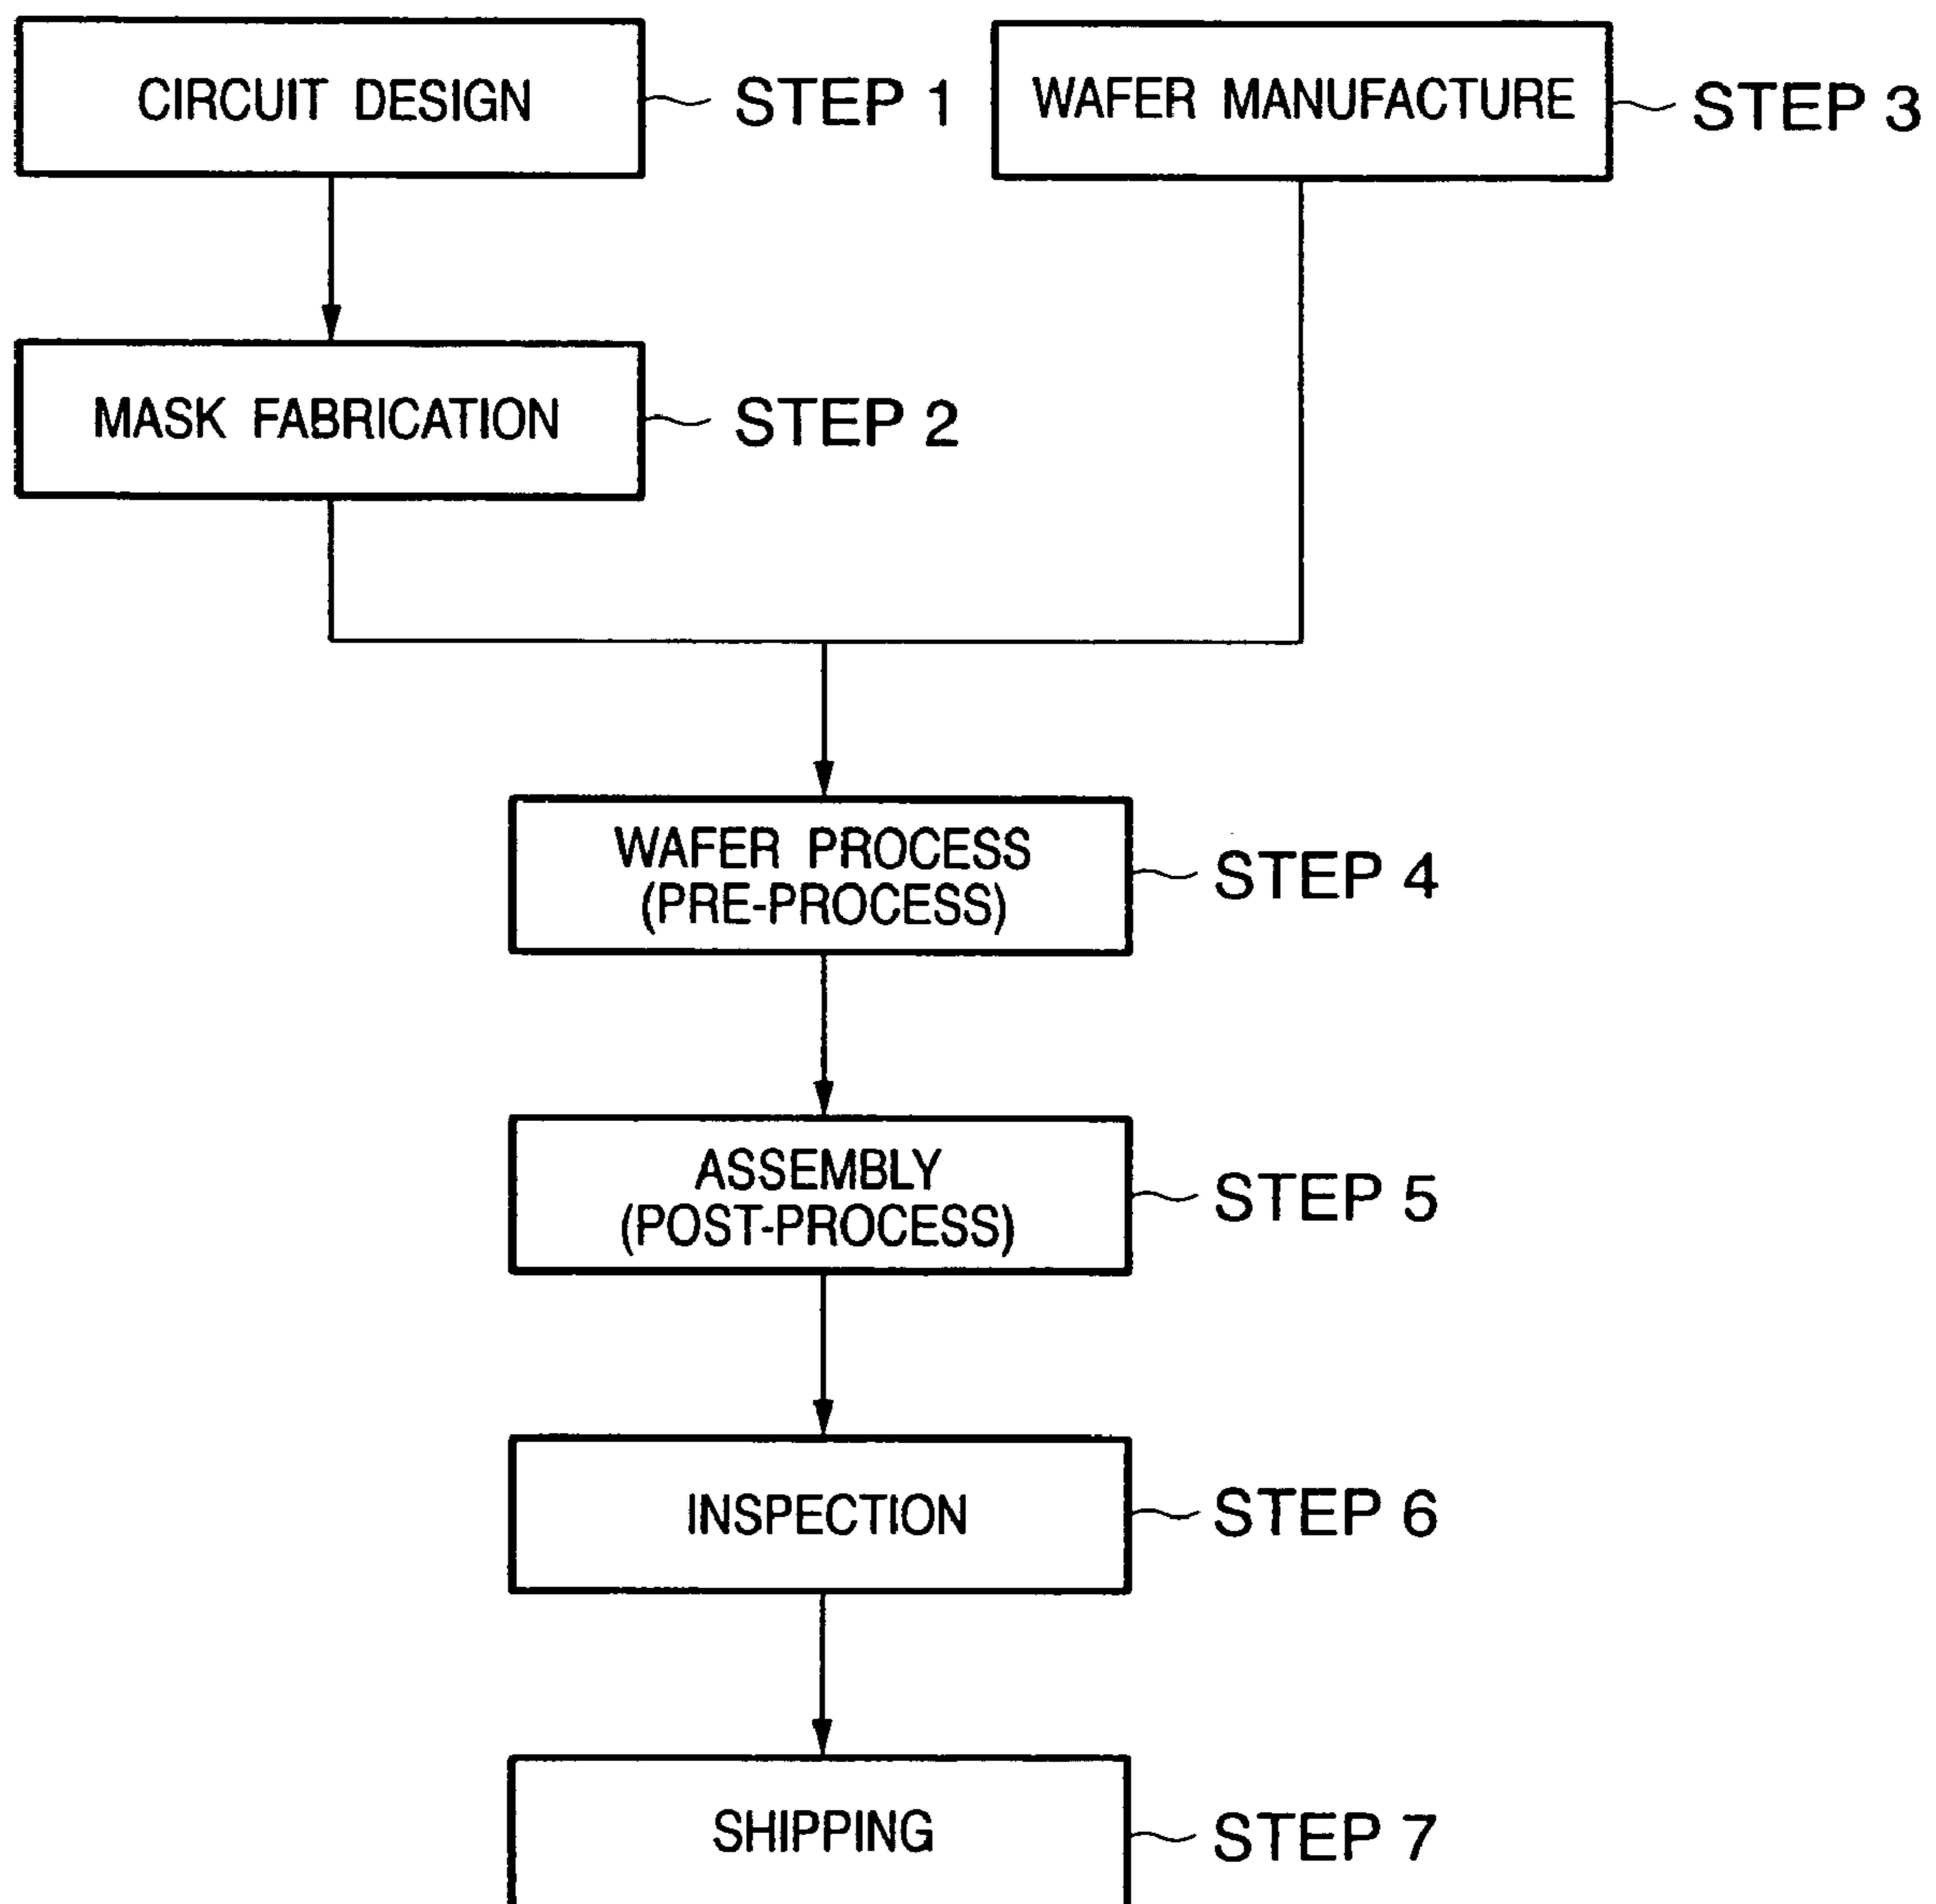 CIRCUIT DESIGN
STEP 1
WAFER MANUFACTURE
STEP 3
MASK FABRICATION
STEP 2
WAFER PROCESS
(PRE-PROCESS)
STEP 4
ASSEMBLY
(POST-PROCESS)
STEP 5
INSPECTION
STEP 6
SHIPPING
STEP 7